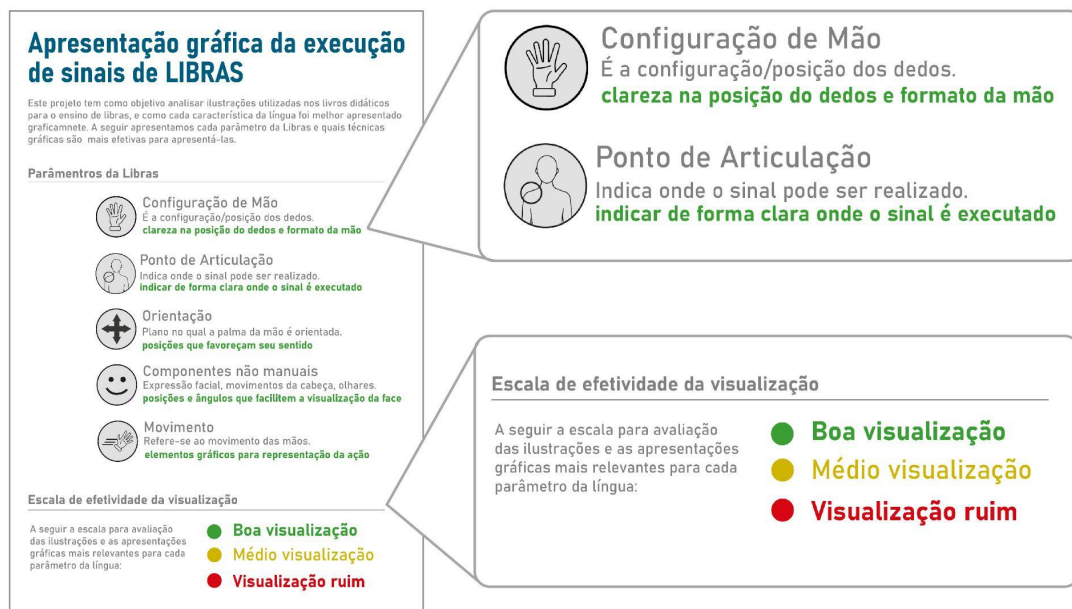 Apresentação gráfica da execução
de sinais de LIBRAS
Este projeto tem como objetivo analisar ilustrações utilizadas nos livros didáticos
para o ensino de libras, e como cada característica da língua foi melhor apresentado
graficamnete. A seguir apresentamos cada parâmetro da Libras e quais técnicas
gráficas são mais efetivas para apresentá-las.
Parâmentros da Libras
Configuração de Mão
É a configuração/posição dos dedos.
clareza na posição do dedos e formato da mão
Ponto de Articulação
Indica onde o sinal pode ser realizado.
indicar de forma clara onde o sinal é executado
Orientação
Plano no qual a palma da mão é orientada.
posições que favoreçam seu sentido
Componentes não manuais
Expressão facial, movimentos da cabeça, olhares.
posições e ângulos que facilitem a visualização da face
Movimento
Refere-se ao movimento das mãos.
elementos gráficos para representação da ação
Escala de efetividade da visualização
A seguir a escala para avaliação
das ilustrações e as apresentações
gráficas mais relevantes para cada
parâmetro da língua:
Boa visualização
Médio visualização
Visualização ruim
Configuração de Mão
É a configuração/posição dos dedos.
clareza na posição do dedos e formato da mão
Ponto de Articulação
Indica onde o sinal pode ser realizado.
indicar de forma clara onde o sinal é executado
Escala de efetividade da visualização
A seguir a escala para avaliação
das ilustrações e as apresentações
gráficas mais relevantes para cada
parâmetro da língua:
Boa visualização
Médio visualização
Visualização ruim